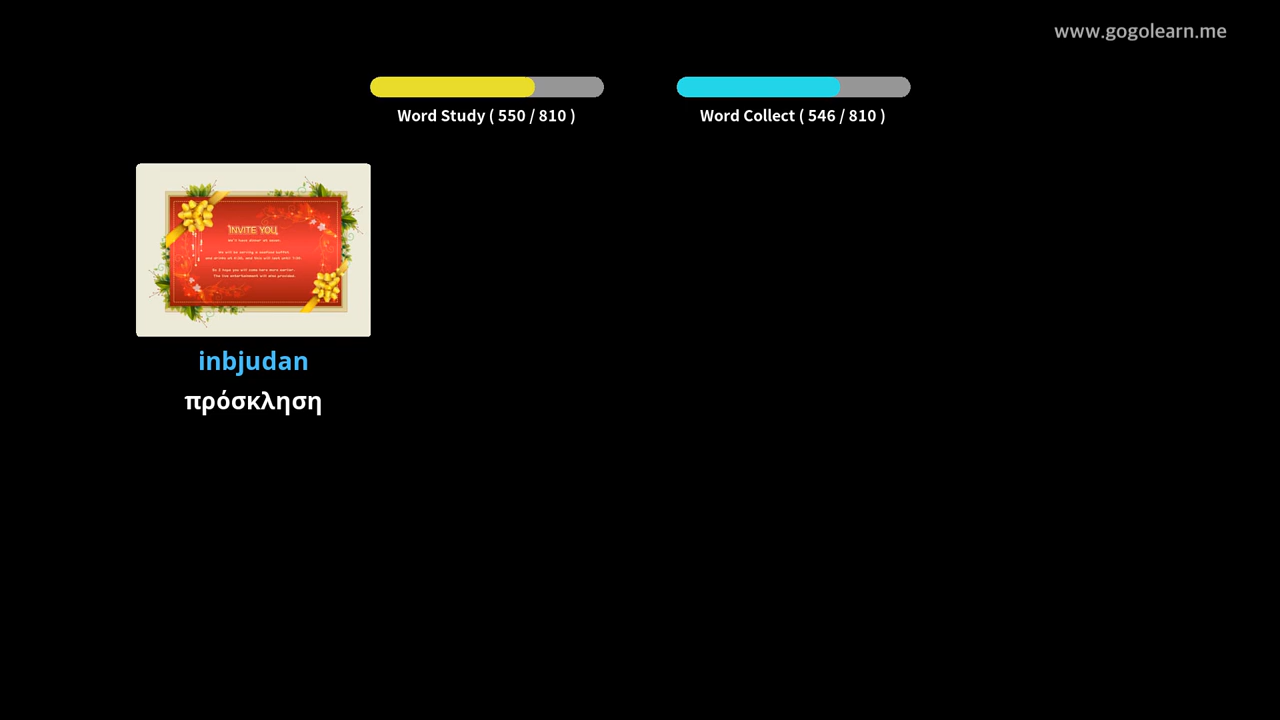 www.gogolearn.me
Word Study ( 550 / 810 )
Word Collect ( 546 / 810 )
INVITE YOU
inbjudan
πρόσκληση